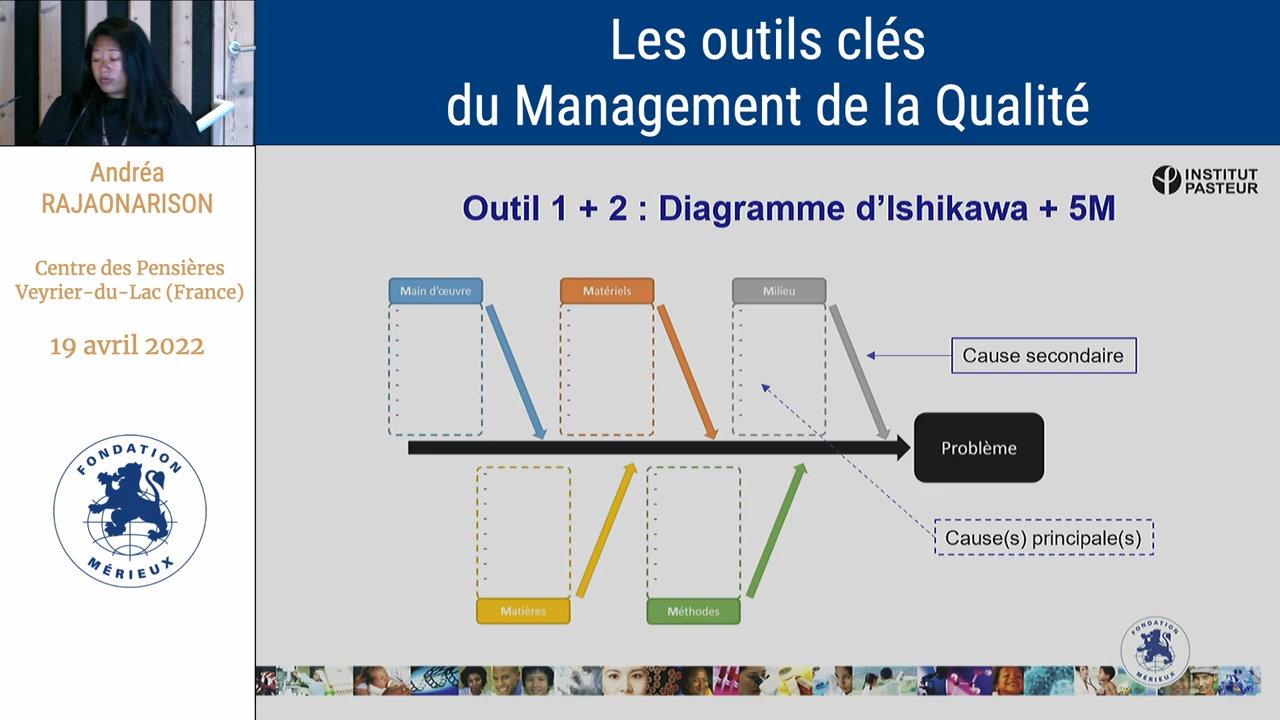 Les outils clés
du Management de la Qualité
Andréa
RAJAONARISON
Centre des Pensières
Veyrier-du-Lac (France)
19 avril 2022
FONDATION
MÉRIEUX
INSTITUT
PASTEUR
Outil 1 + 2 : Diagramme d’Ishikawa + 5M
Main d’œuvre
Matériels
Milieu
Cause secondaire
Problème
Cause(s) principale(s)
Matières
Méthodes
FONDATION
MÉRIEUX